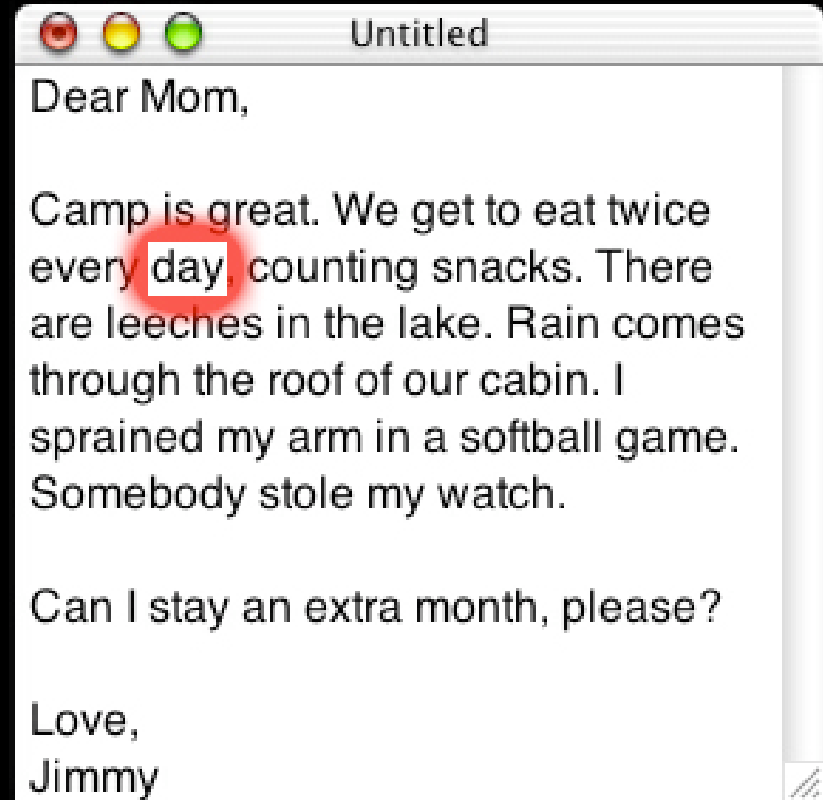 Untitled
Dear Mom,
Camp is great. We get to eat twice
every day, counting snacks. There
are leeches in the lake. Rain comes
through the roof of our cabin. I
sprained my arm in a softball game.
Somebody stole my watch.
Can I stay an extra month, please?
Love,
Jimmy